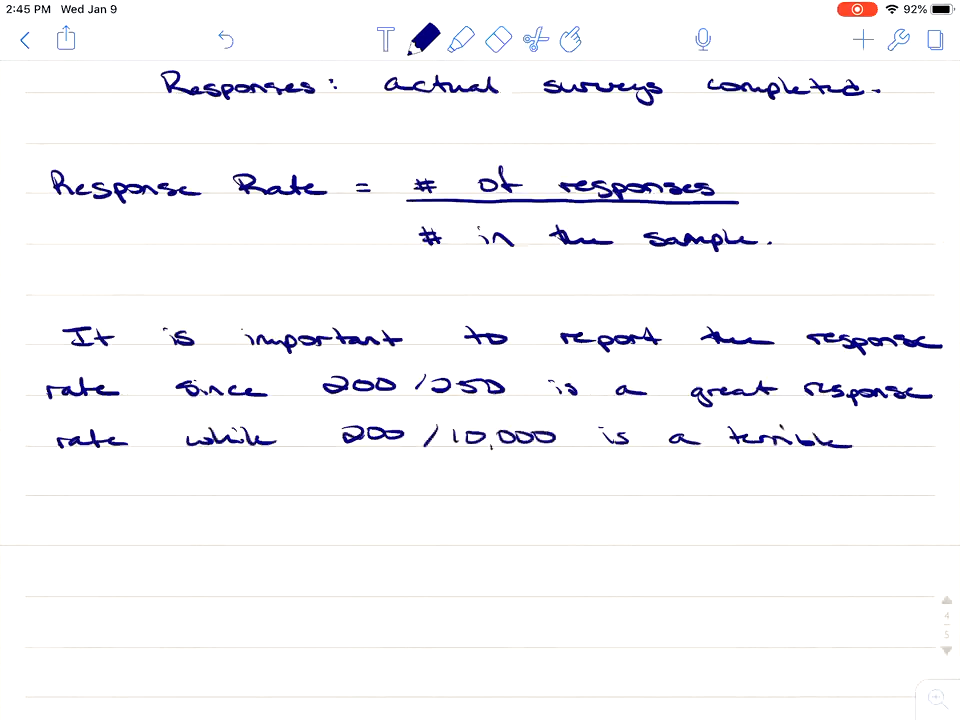 2:45 PM Wed Jan 9
92%
T
Responses: actual surveys completed.
Response Rate = # of responses
# in the sample.
It is important to report the response
rate since 200/250 is a great response
rate while 200/10,000 is a terrible
4
5